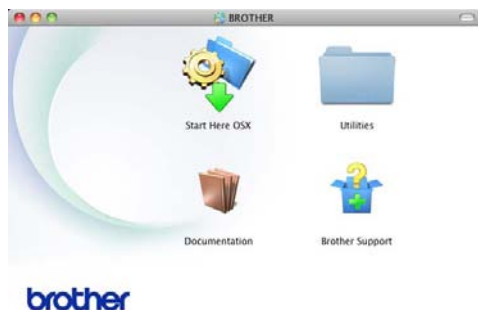 BROTHER
Start Here OSX
Utilities
Documentation
Brother Support
brother